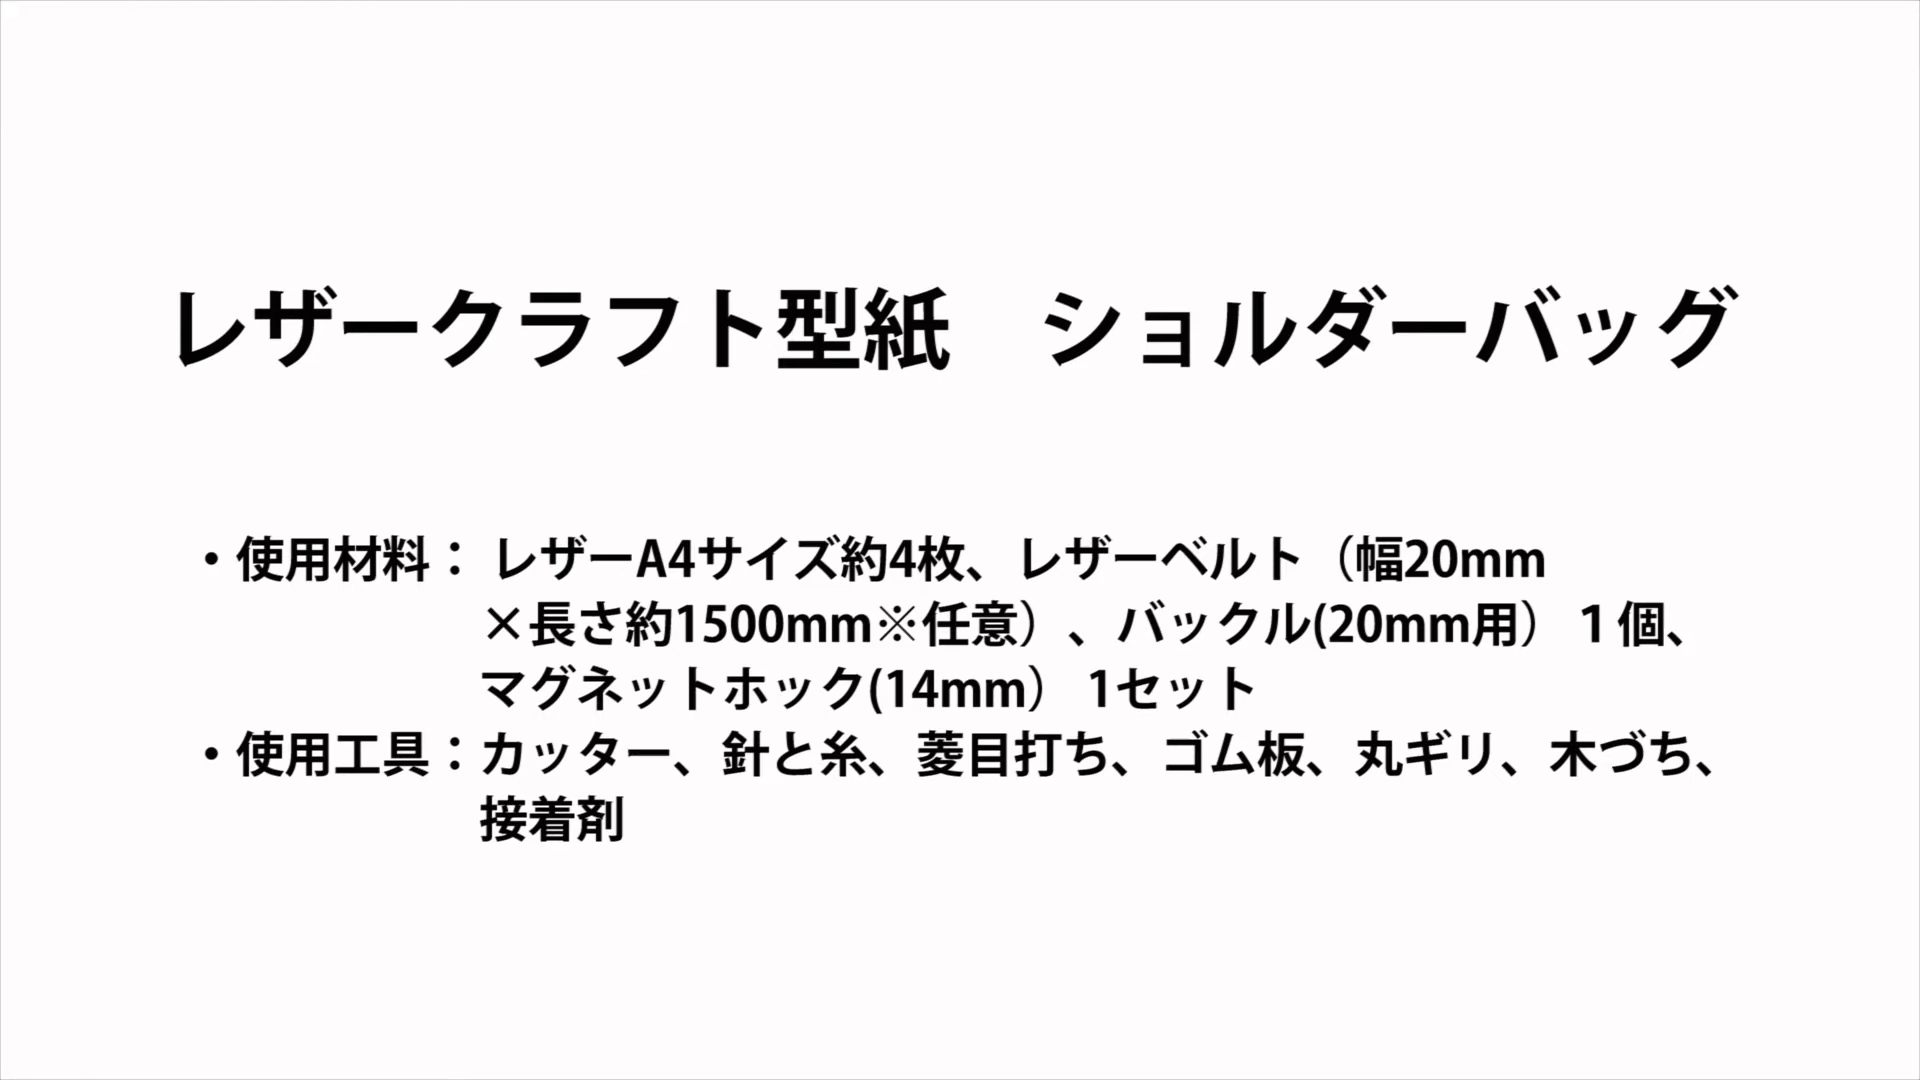 レザークラフト型紙　ショルダーバッグ
・使用材料： レザーA4サイズ約4枚、レザーベルト（幅20mm
×長さ約1500mm※任意）、バックル(20mm用） 1 個、
マグネットホック(14mm） 1セット
・使用工具：カッター、針と糸、菱目打ち、ゴム板、丸ギリ、木づち、
接着剤